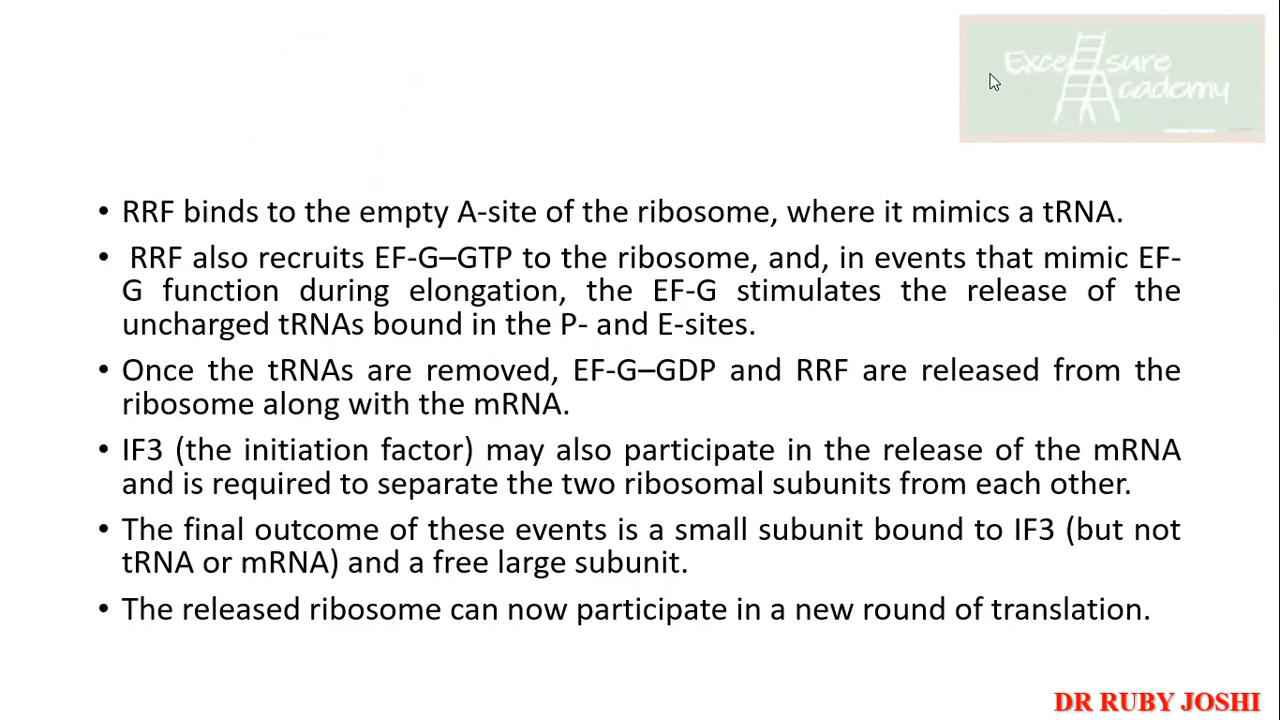 Excel sure
Academy
• RRF binds to the empty A-site of the ribosome, where it mimics a tRNA.
• RRF also recruits EF-G–GTP to the ribosome, and, in events that mimic EF-
G function during elongation, the EF-G stimulates the release of the
uncharged tRNAs bound in the P- and E-sites.
• Once the tRNAs are removed, EF-G–GDP and RRF are released from the
ribosome along with the mRNA.
• IF3 (the initiation factor) may also participate in the release of the mRNA
and is required to separate the two ribosomal subunits from each other.
• The final outcome of these events is a small subunit bound to IF3 (but not
tRNA or mRNA) and a free large subunit.
• The released ribosome can now participate in a new round of translation.
DR RUBY JOSHI